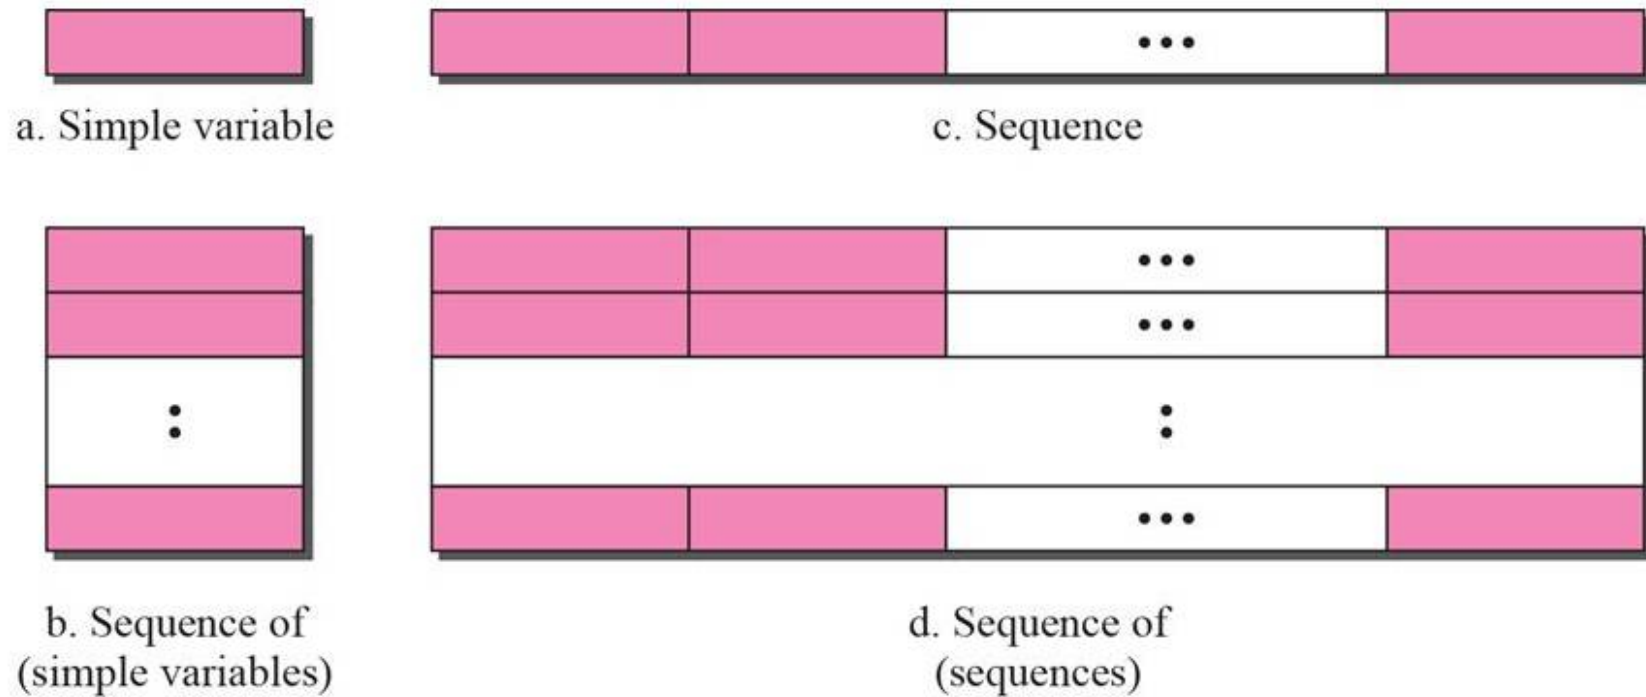 a. Simple variable
c. Sequence
b. Sequence of
(simple variables)
d. Sequence of
(sequences)